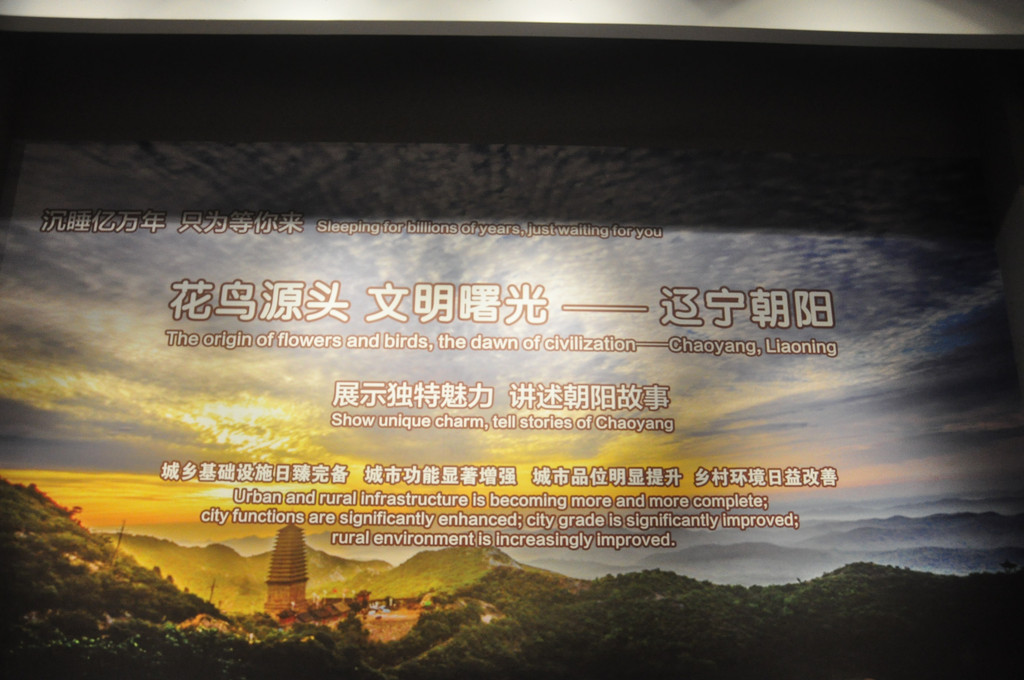 沉睡亿万年 只为等你来 Sleeping for billions of years, just waiting for you
花鸟源头 文明曙光 —— 辽宁朝阳
The origin of flowers and birds, the dawn of civilization——Chaoyang, Liaoning
展示独特魅力 讲述朝阳故事
Show unique charm, tell stories of Chaoyang
城乡基础设施日臻完备 城市功能显著增强 城市品位明显提升 乡村环境日益改善
Urban and rural infrastructure is becoming more and more complete;
city functions are significantly enhanced; city grade is significantly improved;
rural environment is increasingly improved.